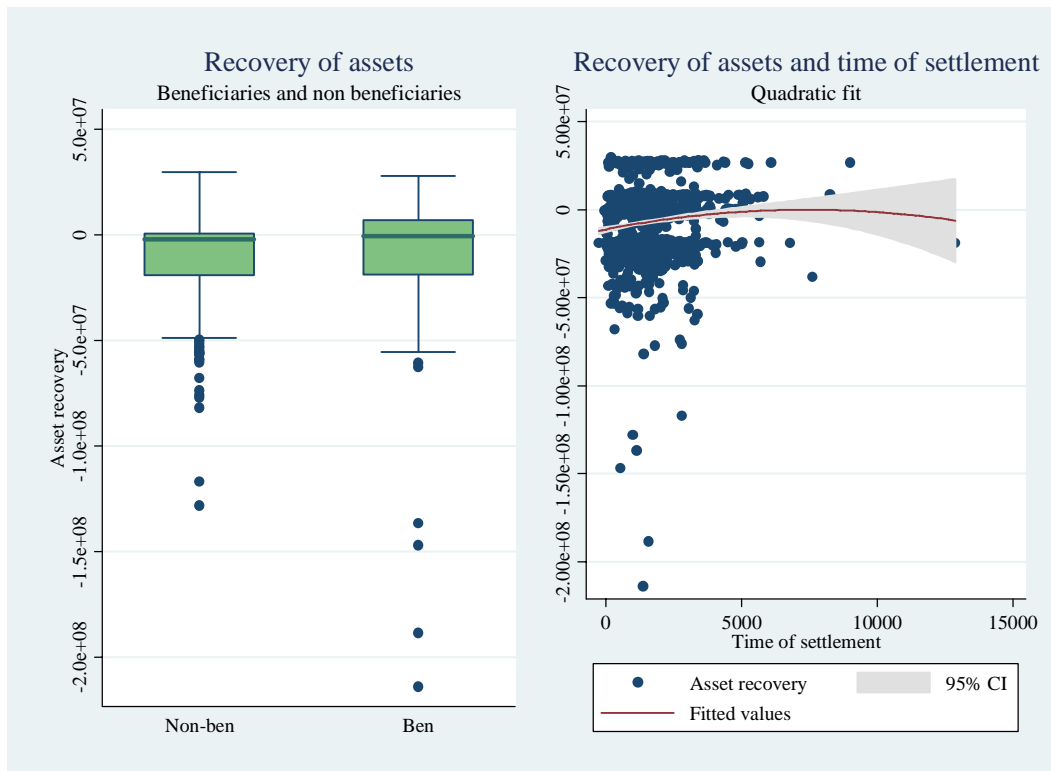 Recovery of assets
Beneficiaries and non beneficiaries
5.0e+07
0
-5.0e+07
-1.0e+08
-1.5e+08
-2.0e+08
Asset recovery
Non-ben
Ben
Recovery of assets and time of settlement
Quadratic fit
5.00e+07
0
-5.00e+07
-1.00e+08
-1.50e+08
-2.00e+08
0
5000
10000
15000
Time of settlement
Asset recovery
95% CI
Fitted values